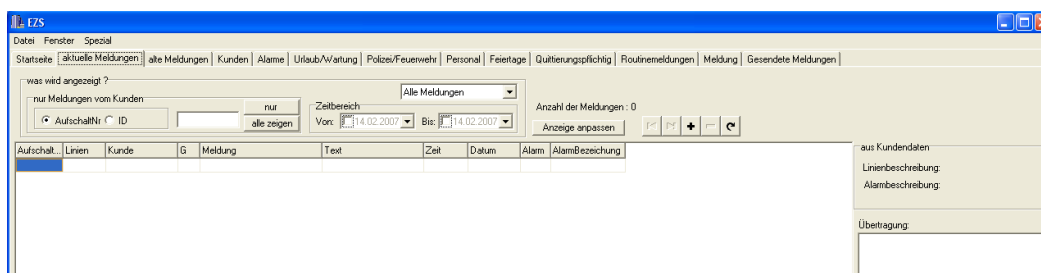 EZS
Datei Fenster Spezial
Startseite aktuelle Meldungen alte Meldungen Kunden Alarme Urlaub/Wartung Polizei/Feuerwehr Personal Feiertage Quittierungspflichtig Routinemeldungen Meldung Gesendete Meldungen
was wird angezeigt ?
Alle Meldungen
nur Meldungen vom Kunden
AufschaltNr ID
nur
alle zeigen
Zeitbereich
Von: 14.02.2007 Bis: 14.02.2007
Anzahl der Meldungen : 0
Anzeige anpassen
Aufschalt... Linien Kunde G Meldung Text Zeit Datum Alarm AlarmBezeichung
aus Kundendaten
Linienbeschreibung:
Alarmbeschreibung:
Übertragung: